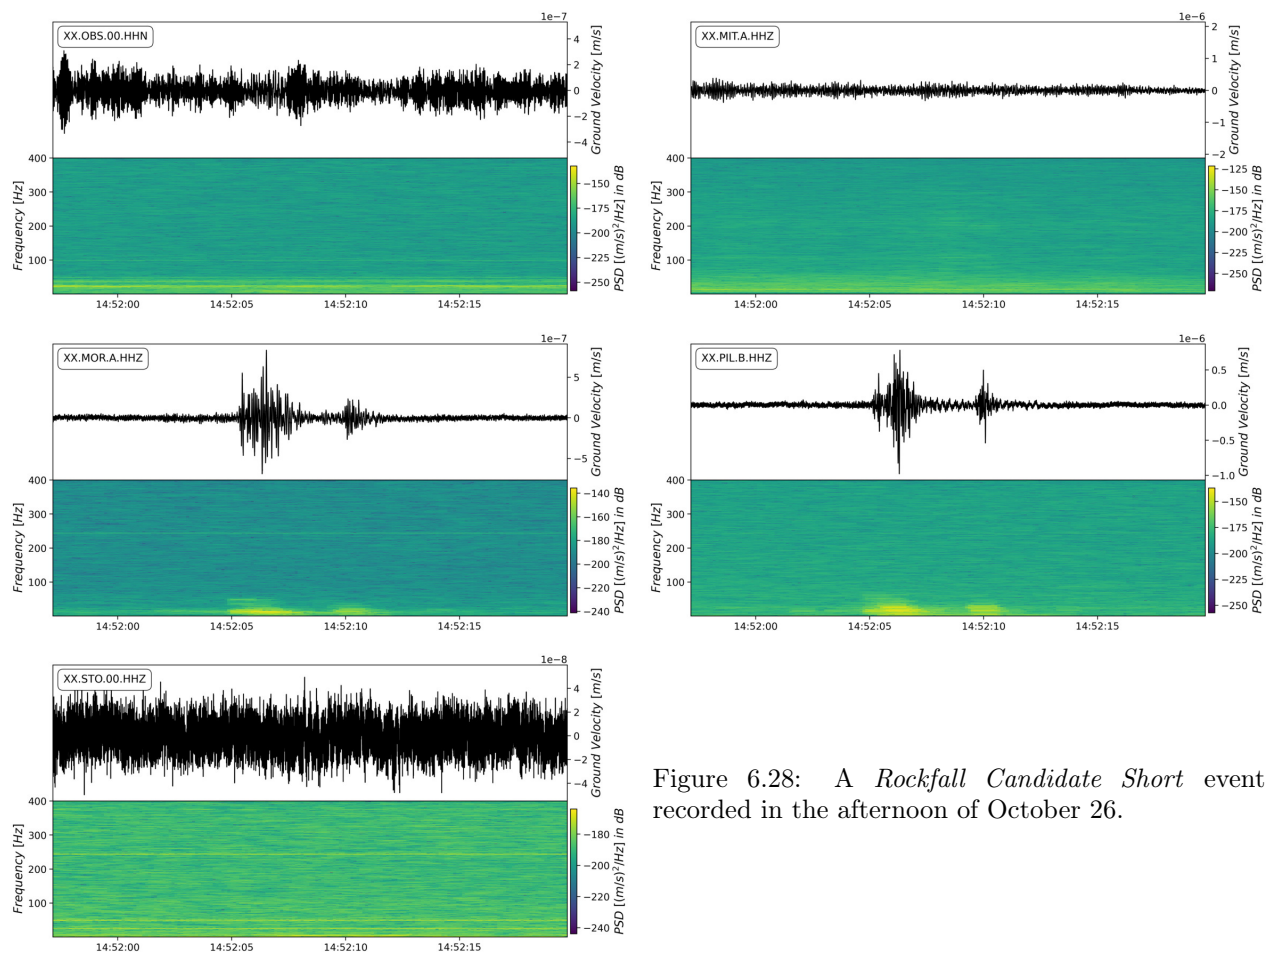 1e−7
XX.OBS.00.HHN
4
2
0
−2
−4
Ground Velocity [m/s]
400
300
200
100
Frequency [Hz]
−150
−175
−200
−225
−250
PSD [(m/s)²/Hz] in dB
14:52:00 14:52:05 14:52:10 14:52:15
1e−6
XX.MIT.A.HHZ
2
1
0
−1
−2
Ground Velocity [m/s]
400
300
200
100
Frequency [Hz]
−125
−150
−175
−200
−225
−250
PSD [(m/s)²/Hz] in dB
14:52:00 14:52:05 14:52:10 14:52:15
1e−7
XX.MOR.A.HHZ
5
0
−5
Ground Velocity [m/s]
400
300
200
100
Frequency [Hz]
−140
−160
−180
−200
−220
−240
PSD [(m/s)²/Hz] in dB
14:52:00 14:52:05 14:52:10 14:52:15
1e−6
XX.PIL.B.HHZ
0.5
0.0
−0.5
−1.0
Ground Velocity [m/s]
400
300
200
100
Frequency [Hz]
−150
−175
−200
−225
−250
PSD [(m/s)²/Hz] in dB
14:52:00 14:52:05 14:52:10 14:52:15
1e−8
XX.STO.00.HHZ
4
2
0
−2
−4
Ground Velocity [m/s]
400
300
200
100
Frequency [Hz]
−180
−200
−220
−240
PSD [(m/s)²/Hz] in dB
14:52:00 14:52:05 14:52:10 14:52:15
Figure 6.28: A Rockfall Candidate Short event
recorded in the afternoon of October 26.